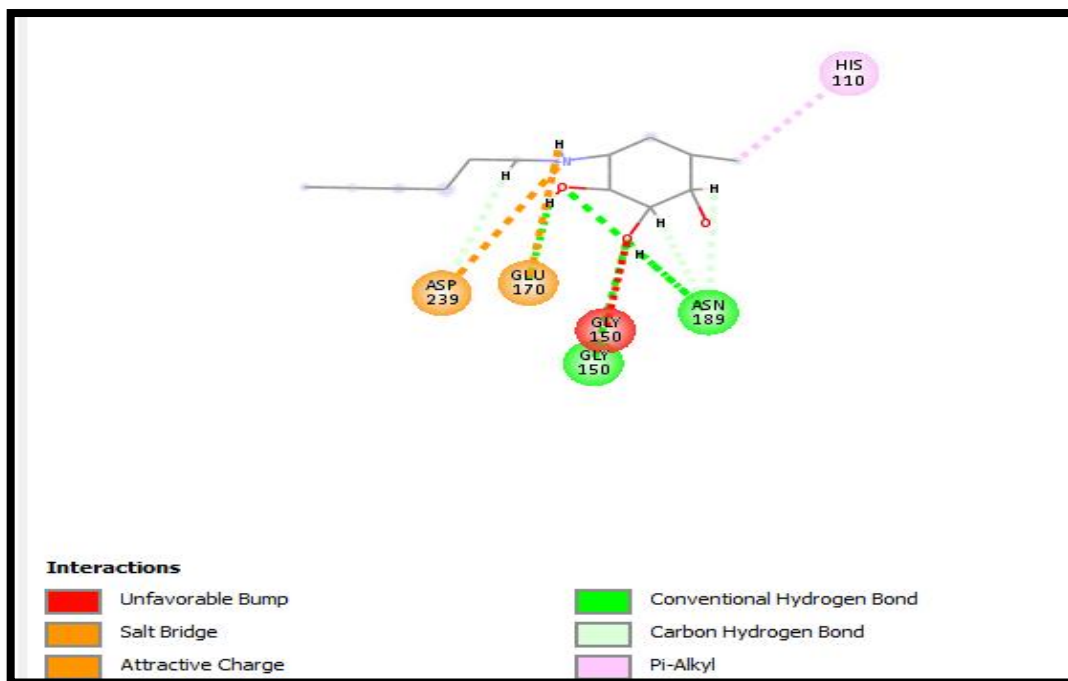 HIS
110
H
N
H
O
H
H
H
O
O
H
ASP
239
GLU
170
ASN
189
GLY
150
GLY
150
Interactions
Unfavorable Bump
Conventional Hydrogen Bond
Salt Bridge
Carbon Hydrogen Bond
Attractive Charge
Pi-Alkyl